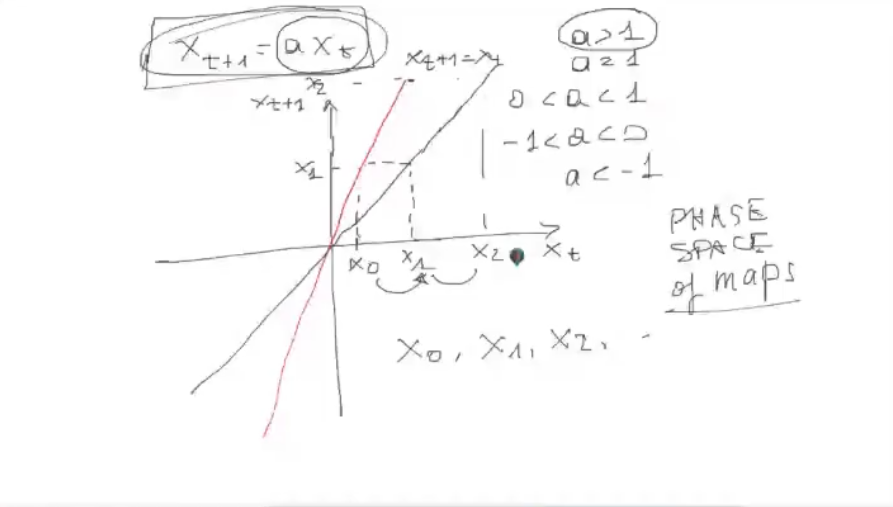 x_{t+1} = a x_t
a > 1
a = 1
0 < a < 1
-1 < a < 0
a < -1
x_{t+1} = x_t
x_2
x_{t+1}
x_1
x_0 x_1 x_2 x_t
PHASE
SPACE
of maps
x_0, x_1, x_2,